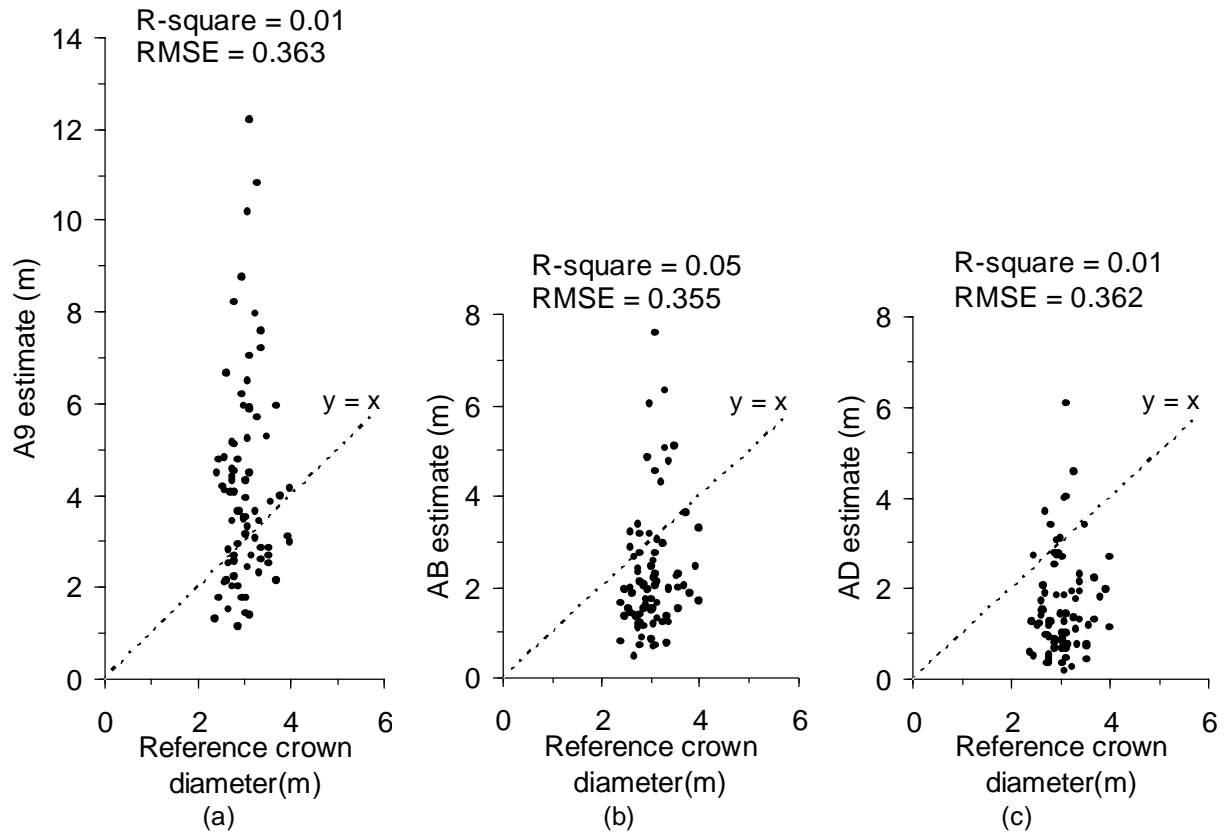 R-square = 0.01
RMSE = 0.363
14
12
10
8
6
4
2
0
A9 estimate (m)
y = x
0 2 4 6
Reference crown
diameter(m)
(a)
R-square = 0.05
RMSE = 0.355
8
6
4
2
0
AB estimate (m)
y = x
0 2 4 6
Reference crown
diameter(m)
(b)
R-square = 0.01
RMSE = 0.362
8
6
4
2
0
AD estimate (m)
y = x
0 2 4 6
Reference crown
diameter(m)
(c)